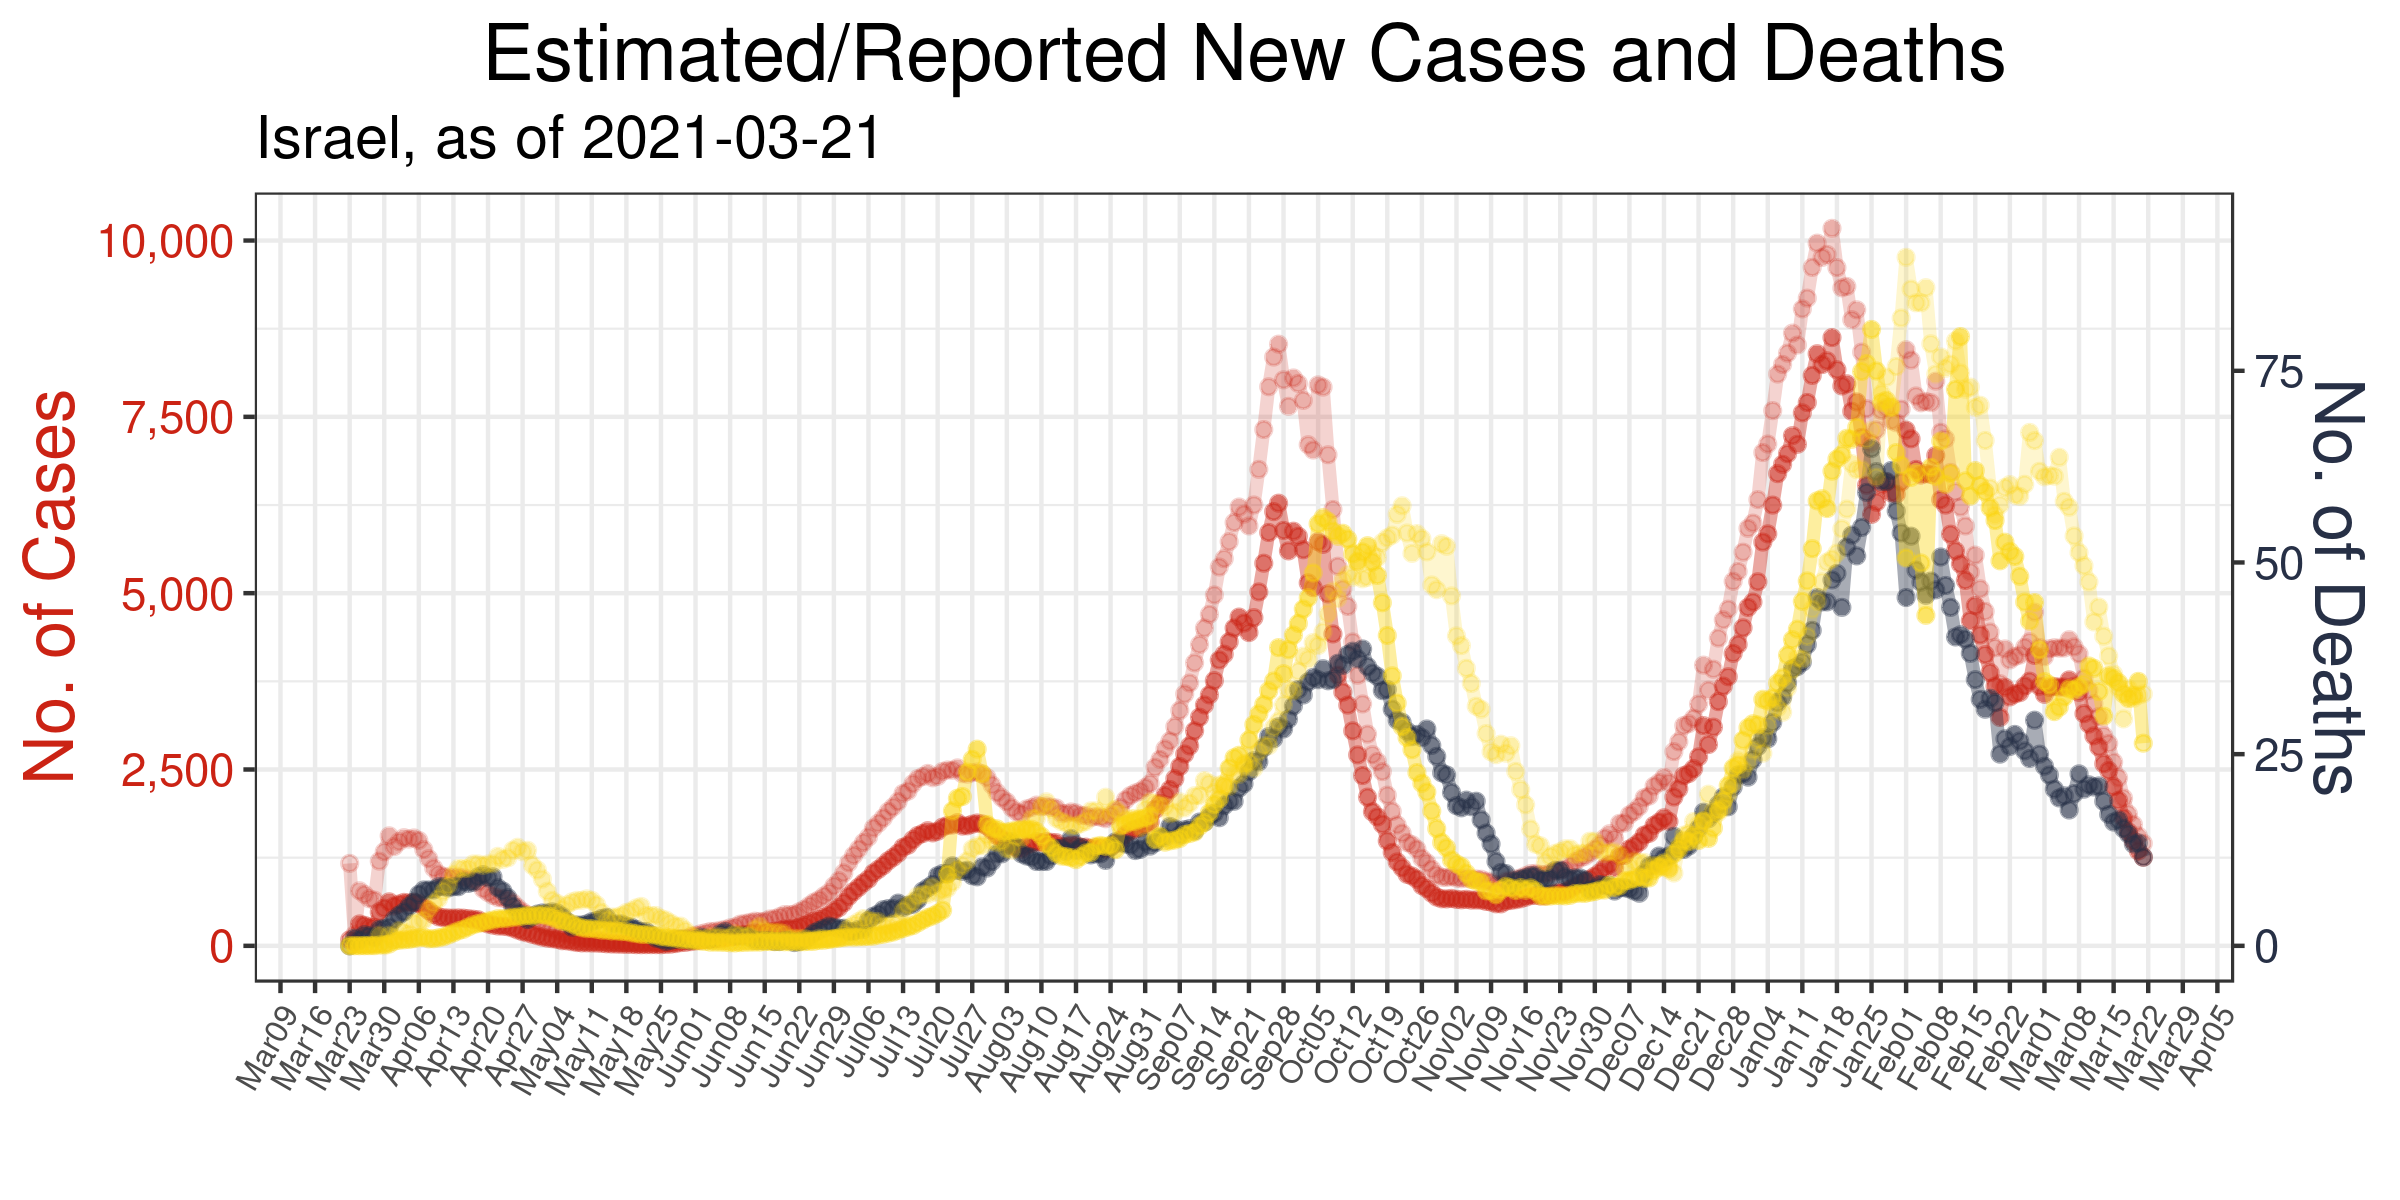 Estimated/Reported New Cases and Deaths
Israel, as of 2021-03-21
No. of Cases
10,000
7,500
5,000
2,500
0
75
50
25
0
No. of Deaths
Mar09
Mar16
Mar23
Mar30
Apr06
Apr13
Apr20
Apr27
May04
May11
May18
May25
Jun01
Jun08
Jun15
Jun22
Jun29
Jul06
Jul13
Jul20
Jul27
Aug03
Aug10
Aug17
Aug24
Aug31
Sep07
Sep14
Sep21
Sep28
Oct05
Oct12
Oct19
Oct26
Nov02
Nov09
Nov16
Nov23
Nov30
Dec07
Dec14
Dec21
Dec28
Dec04
Jan11
Jan18
Jan18
Jan25
Feb01
Feb08
Feb15
Feb22
Mar01
Mar08
Mar15
Mar22
Mar29
Apr05